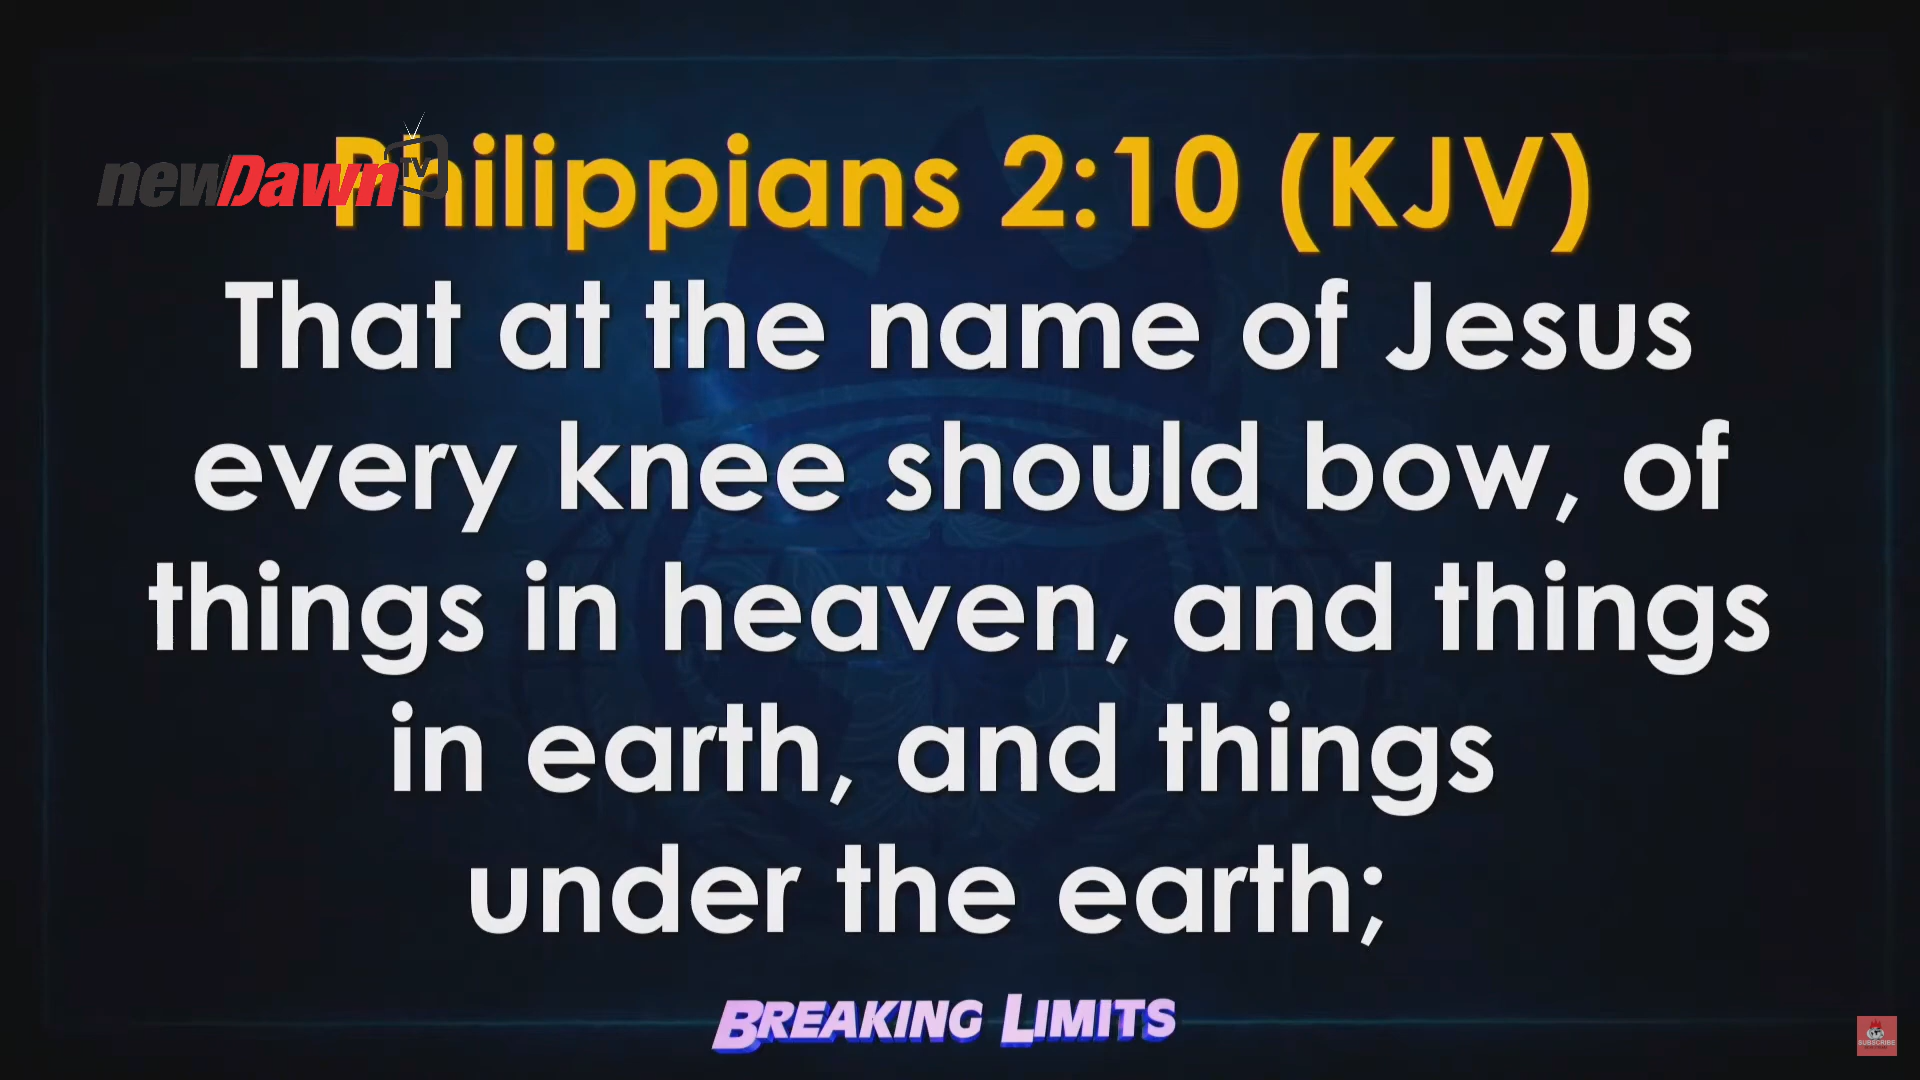 newDawn TV
Philippians 2:10 (KJV)
That at the name of Jesus
every knee should bow, of
things in heaven, and things
in earth, and things
under the earth;
BREAKING LIMITS
SUBSCRIBE